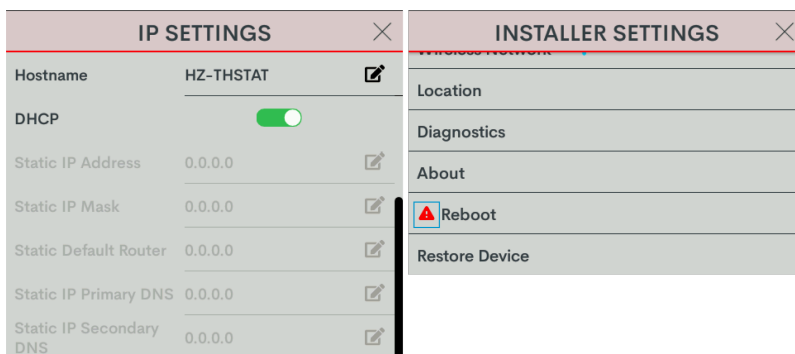 IP SETTINGS
Hostname HZ-THSTAT
DHCP
Static IP Address 0.0.0.0
Static IP Mask 0.0.0.0
Static Default Router 0.0.0.0
Static IP Primary DNS 0.0.0.0
Static IP Secondary
DNS 0.0.0.0
INSTALLER SETTINGS
Wireless Network
Location
Diagnostics
About
Reboot
Restore Device